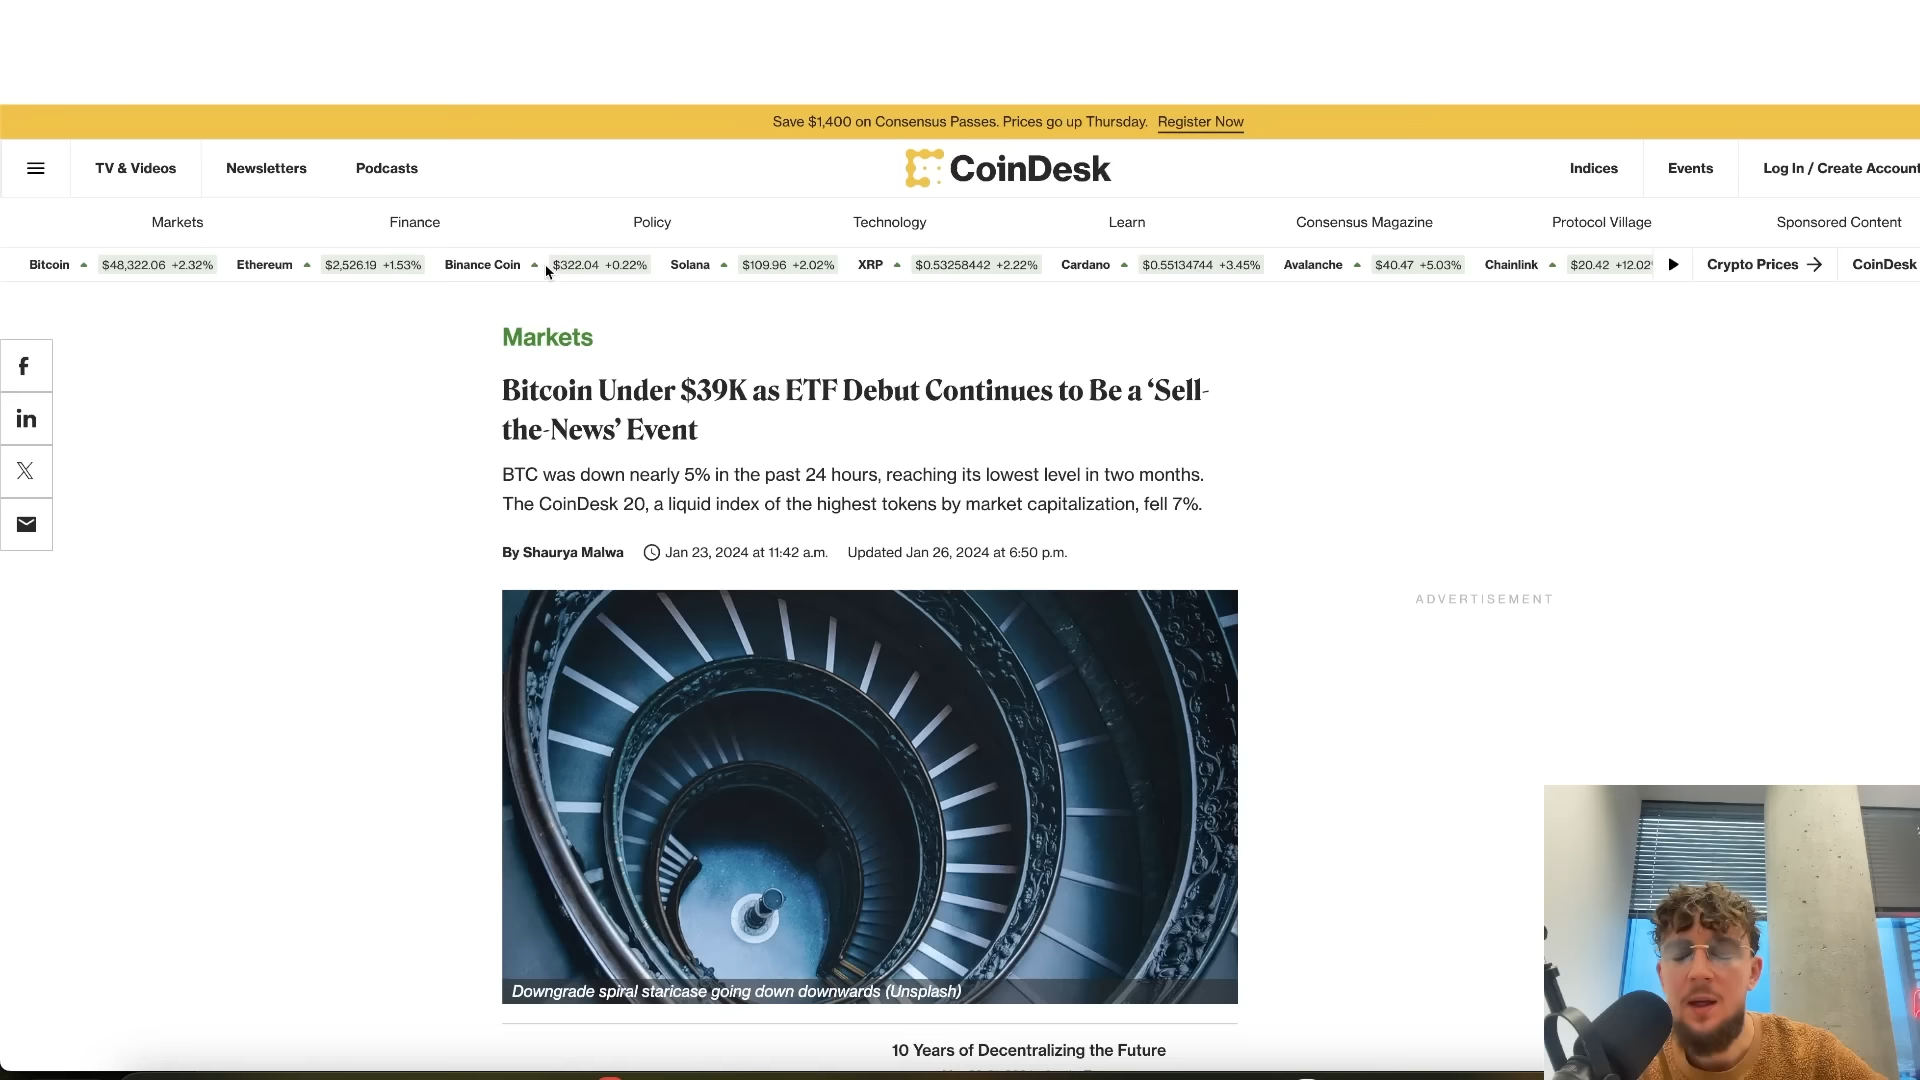 Save $1,400 on Consensus Passes. Prices go up Thursday. Register Now
TV & Videos Newsletters Podcasts CoinDesk Indices Events Log In / Create Account
Markets Finance Policy Technology Learn Consensus Magazine Protocol Village Sponsored Content
Bitcoin $48,322.06 +2.32% Ethereum $2,526.19 +1.53% Binance Coin $322.04 +0.22% Solana $109.96 +2.02% XRP $0.53258442 +2.22% Cardano $0.55134744 +3.45% Avalanche $40.47 +5.03% Chainlink $20.42 +12.02 Crypto Prices CoinDesk
Markets
Bitcoin Under $39K as ETF Debut Continues to Be a ‘Sell-
the-News’ Event
BTC was down nearly 5% in the past 24 hours, reaching its lowest level in two months.
The CoinDesk 20, a liquid index of the highest tokens by market capitalization, fell 7%.
By Shaurya Malwa Jan 23, 2024 at 11:42 a.m. Updated Jan 26, 2024 at 6:50 p.m.
ADVERTISEMENT
Downgrade spiral staricase going down downwards (Unsplash)
10 Years of Decentralizing the Future